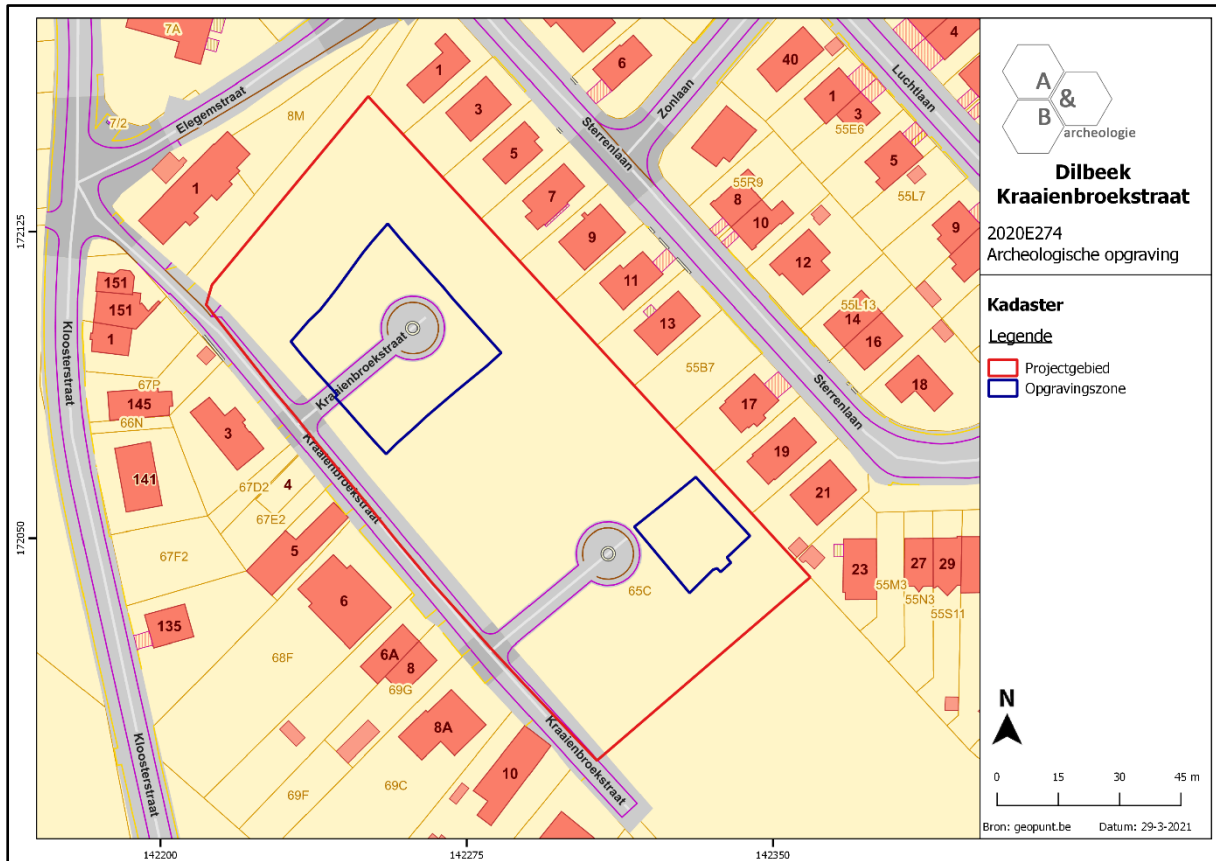 7A
7/2
Elegemstraat
8M
1
1
3
5
7
9
11
13
17
19
21
23
27
29
6
40
1
3
55E6
5
55L7
9
4
Luchtlaan
Zonlaan
Sterrenlaan
55R9
8
10
12
55L13
14
16
18
Sterrenlaan
55B7
55M3
55N3
55S11
151
151
1
67P
145
66N
141
3
67D2
4
67E2
5
67F2
135
68F
6
6A
8
69G
8A
10
69F
69C
65C
Kloosterstraat
Kloosterstraat
Kraaienbroekstraat
Kraaienbroekstraat
Kraaienbroekstraat
172125
172050
142200
142275
142350
A
&
B
archeologie
Dilbeek
Kraaienbroekstraat
2020E274
Archeologische opgraving
Kadaster
Legende
Projectgebied
Opgravingszone
N
0 15 30 45 m
Bron: geopunt.be Datum: 29-3-2021